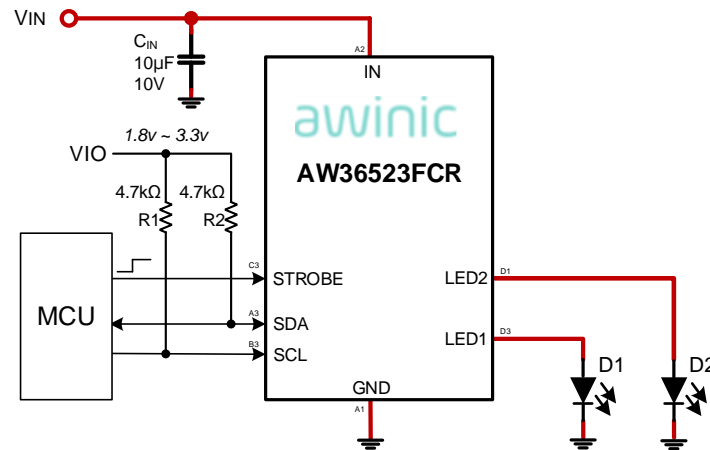 VIN
CIN
10µF
10V
A2
IN
awinic
AW36523FCR
1.8v ~ 3.3v
VIO
4.7kΩ 4.7kΩ
R1 R2
MCU
C3
STROBE
A3
SDA
B3
SCL
LED2
D1
LED1
D3
GND
A1
D1
D2